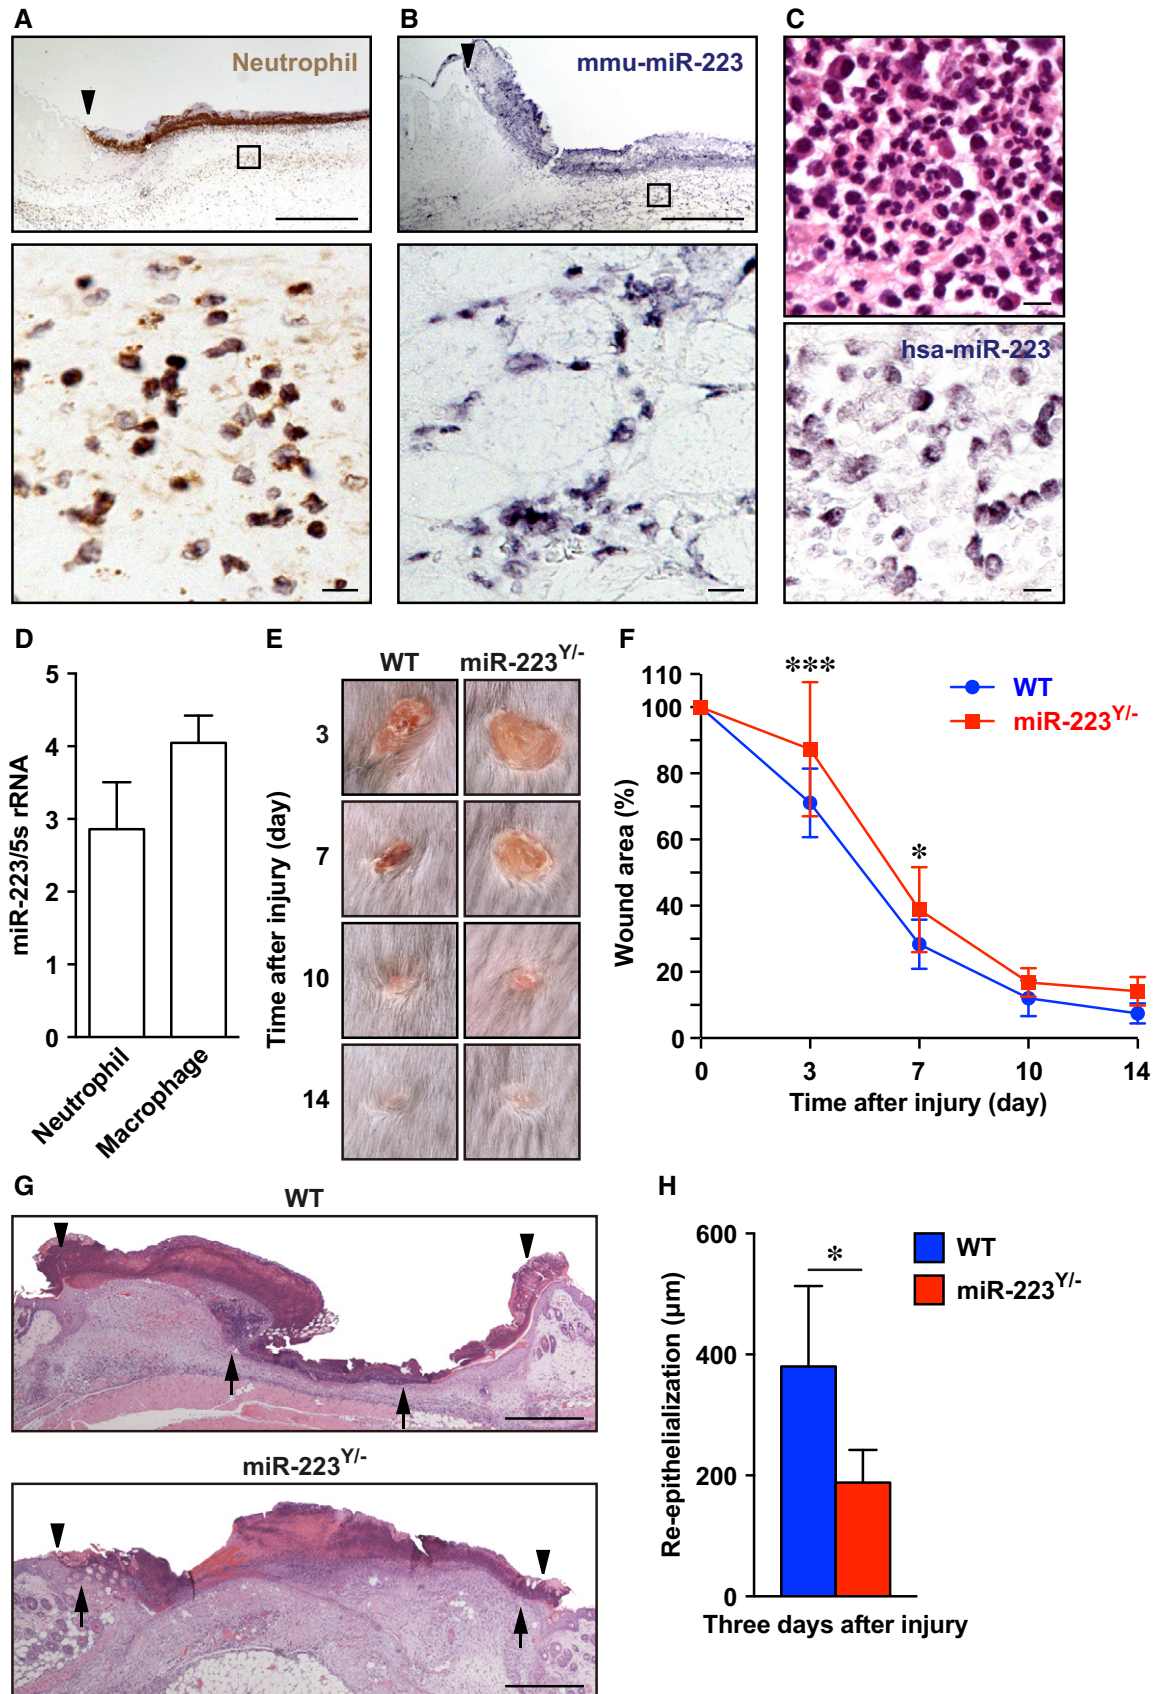 A
Neutrophil
B
mmu-miR-223
C
hsa-miR-223
D
miR-223/5s rRNA
5
4
3
2
1
0
Neutrophil
Macrophage
E
WT
miR-223Y/-
Time after injury (day)
3
7
10
14
F
***
*
WT
miR-223Y/-
Wound area (%)
110
100
80
60
40
20
0
0 3 7 10 14
Time after injury (day)
G
WT
miR-223Y/-
H
*
WT
miR-223Y/-
Re-epithelialization (µm)
600
400
200
0
Three days after injury